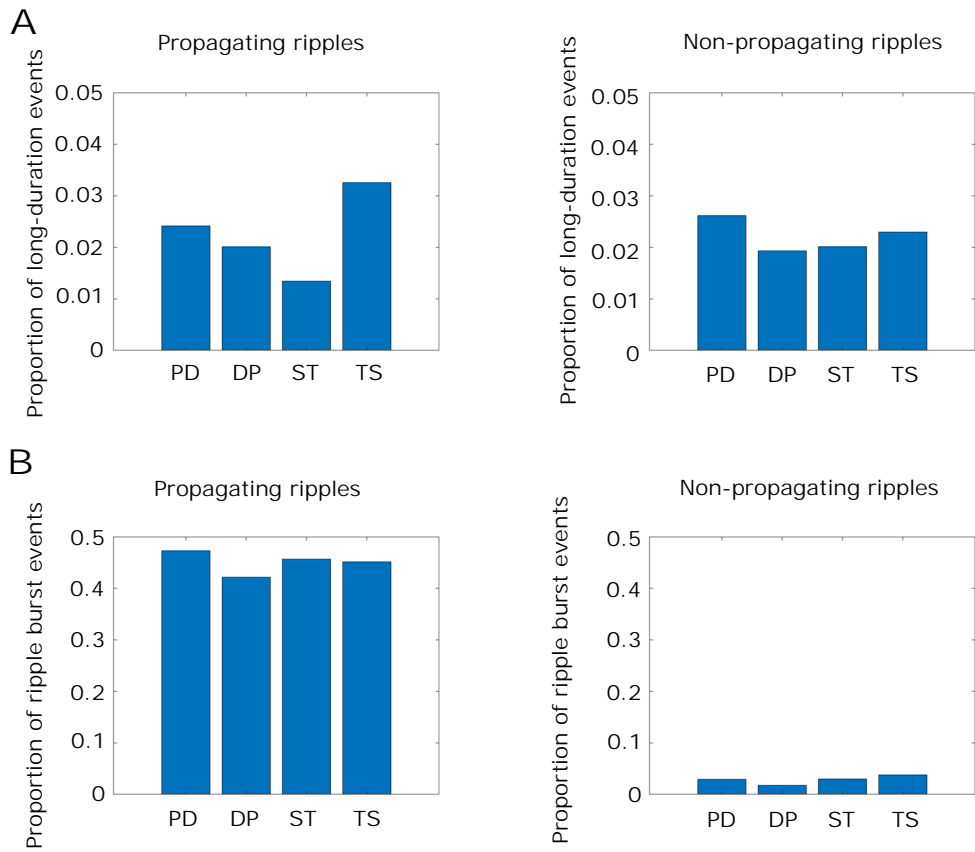 A
Propagating ripples
Non-propagating ripples
Proportion of long-duration events
0.05
0.04
0.03
0.02
0.01
0
PD DP ST TS
Proportion of long-duration events
0.05
0.04
0.03
0.02
0.01
0
PD DP ST TS
B
Propagating ripples
Non-propagating ripples
Proportion of ripple burst events
0.5
0.4
0.3
0.2
0.1
0
PD DP ST TS
Proportion of ripple burst events
0.5
0.4
0.3
0.2
0.1
0
PD DP ST TS